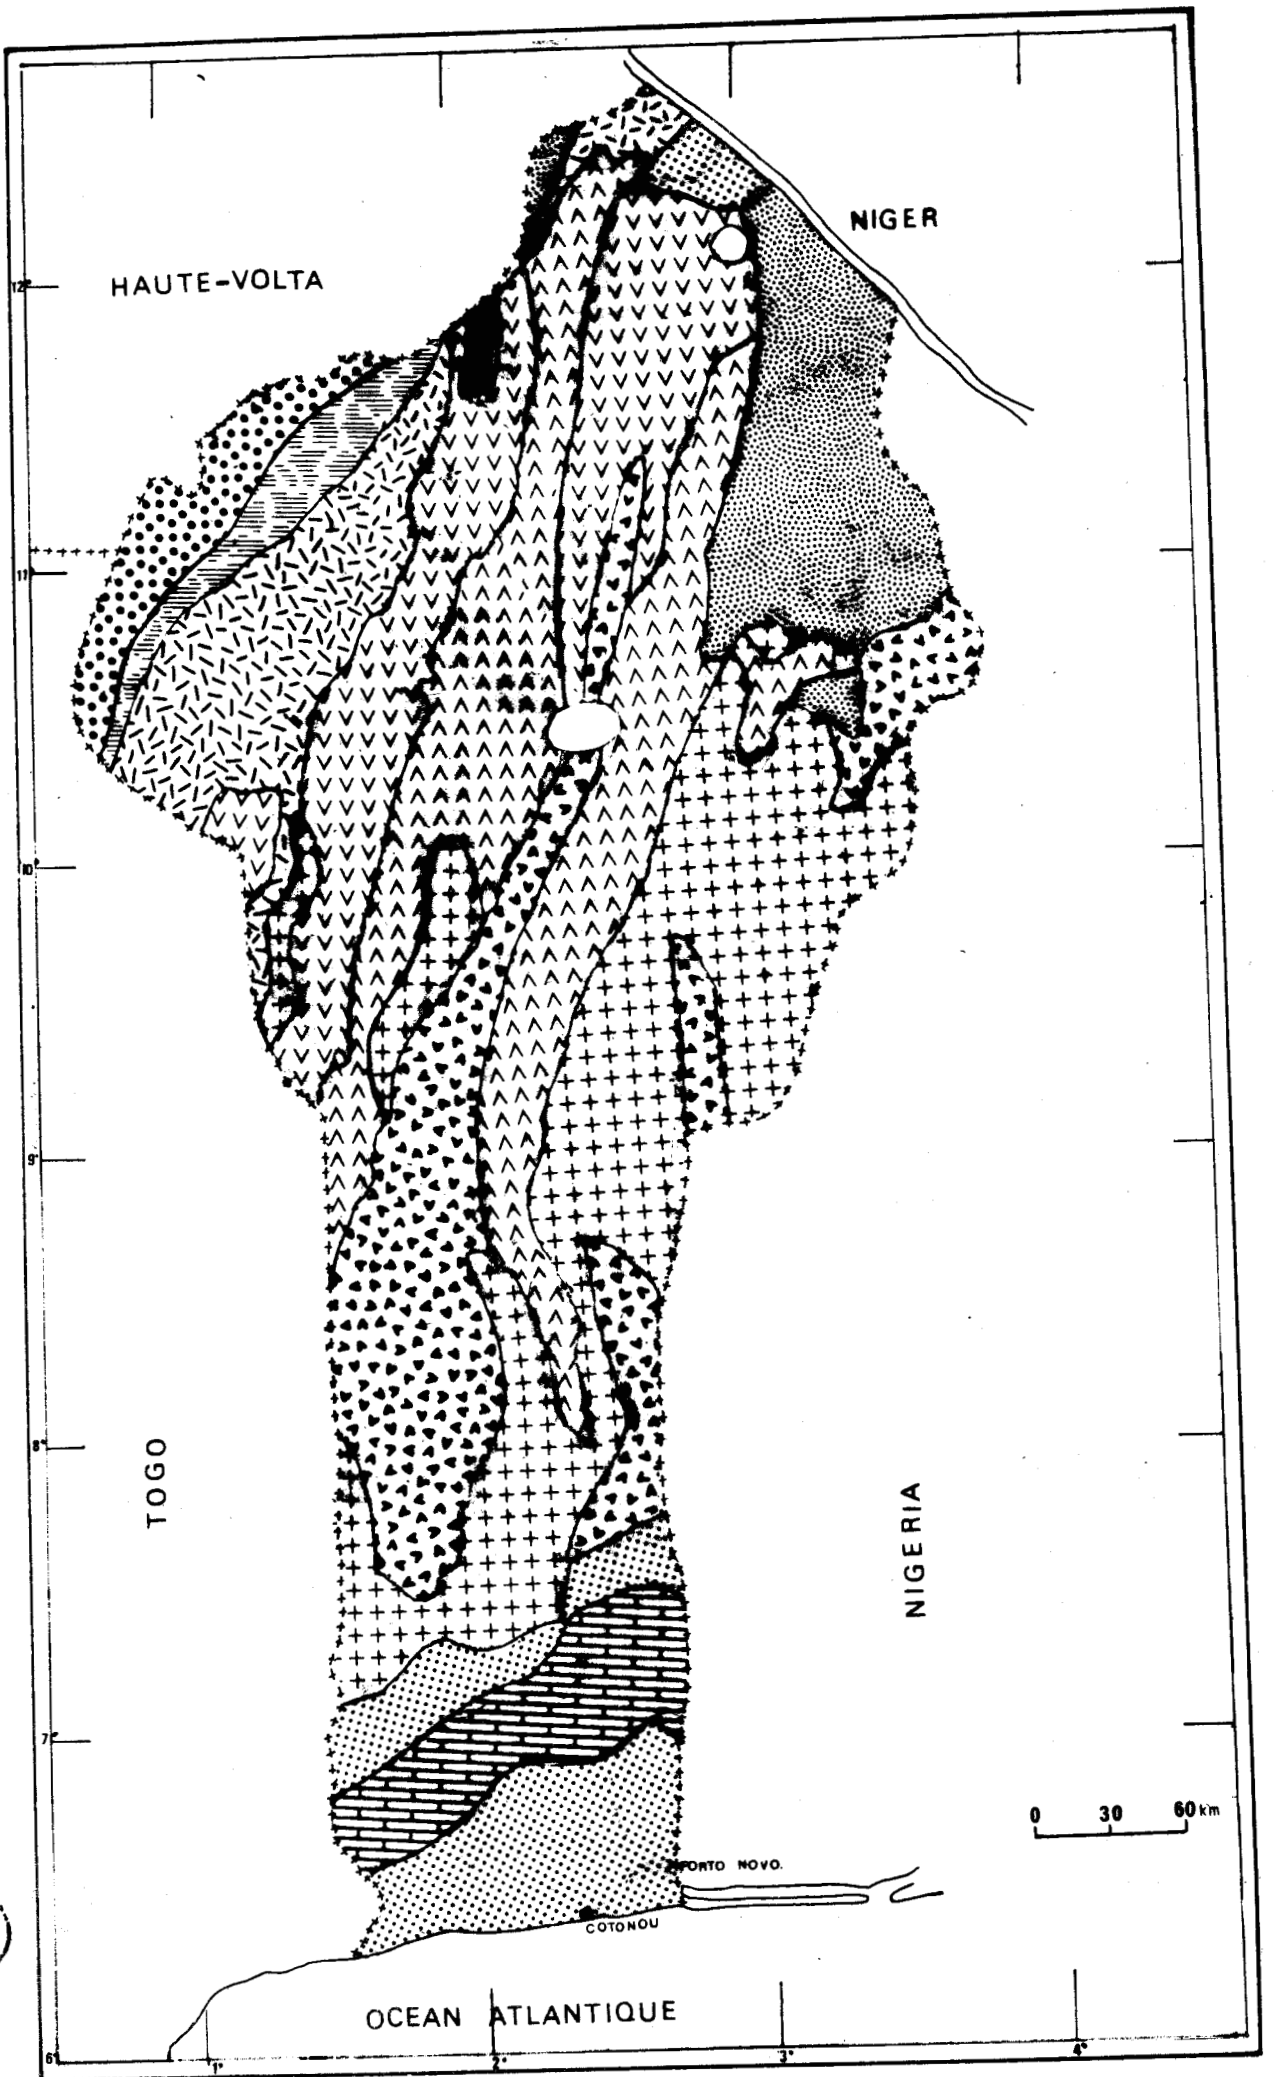 NIGER
HAUTE-VOLTA
12°
11°
10°
9°
8°
TOGO
NIGERIA
7°
0 30 60 km
PORTO NOVO.
COTONOU
OCEAN ATLANTIQUE
6°
1° 2° 3° 4°